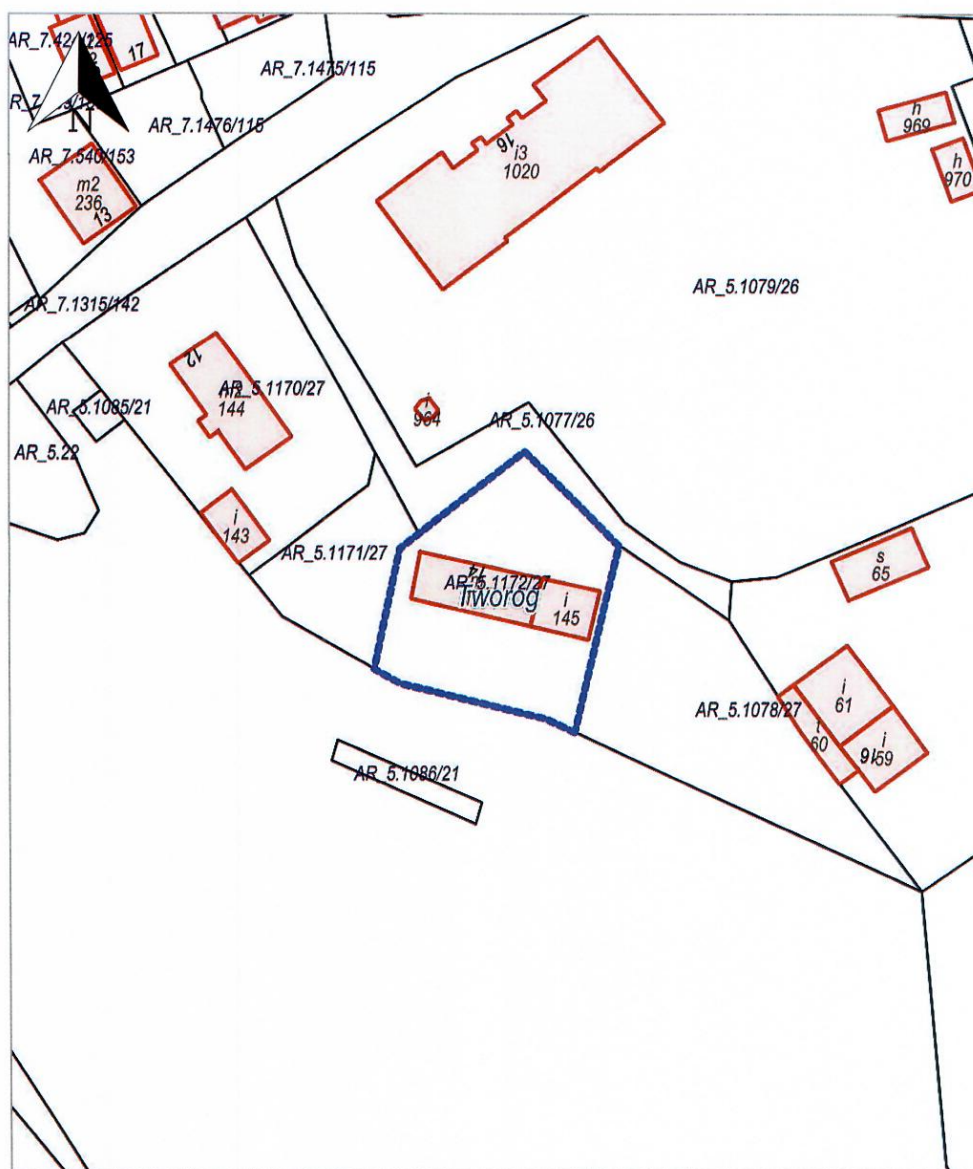 17
AR_7.1475/115
N
AR_7.1476/115
AR_7.540/153
m2
236
13
16
i3
1020
h
969
h
970
AR_7.1315/142
AR_5.1079/26
12
AR_5.1170/27
144
AR_5.1085/21
i
964
AR_5.1077/26
AR_5.22
i
143
AR_5.1171/27
14
AR_5.1172/27
Tworog
i
145
s
65
AR_5.1078/27
i
61
t
60
i
59
16
AR_5.1086/21